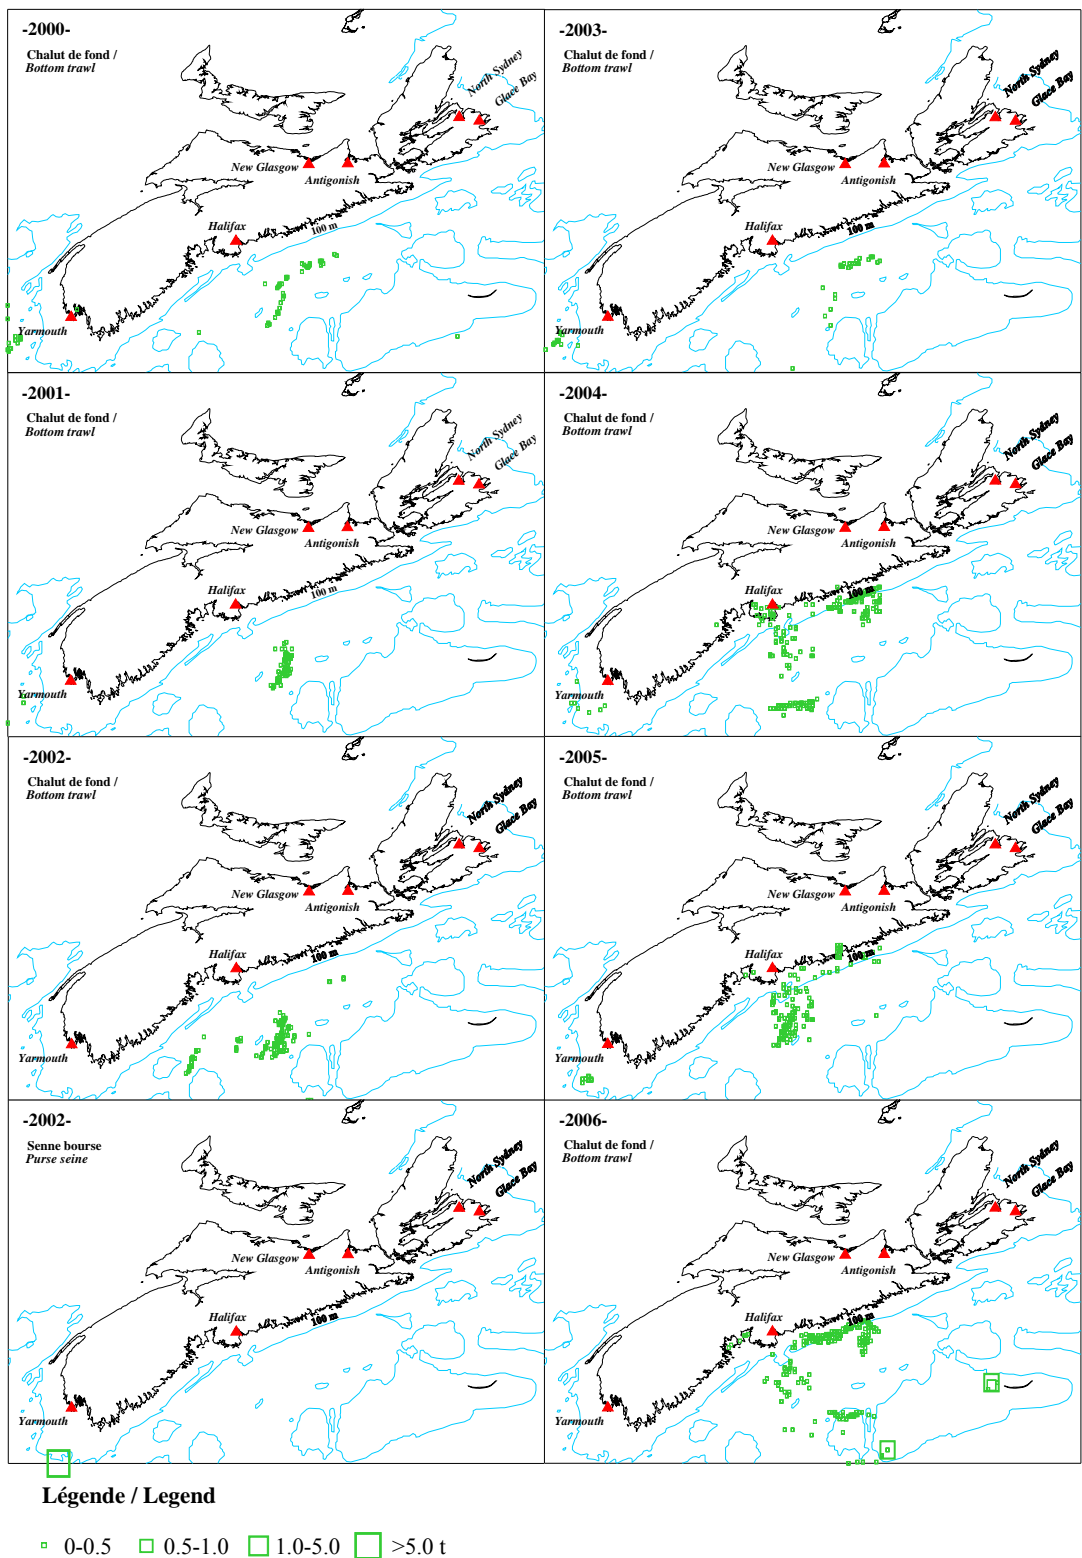 -2000-
Chalut de fond /
Bottom trawl
North Sydney
Glace Bay
New Glasgow
Antigonish
Halifax
100 m
Yarmouth
-2003-
Chalut de fond /
Bottom trawl
North Sydney
Glace Bay
New Glasgow
Antigonish
Halifax
100 m
Yarmouth
-2001-
Chalut de fond /
Bottom trawl
North Sydney
Glace Bay
New Glasgow
Antigonish
Halifax
100 m
Yarmouth
-2004-
Chalut de fond /
Bottom trawl
North Sydney
Glace Bay
New Glasgow
Antigonish
Halifax
100 m
Yarmouth
-2002-
Chalut de fond /
Bottom trawl
North Sydney
Glace Bay
New Glasgow
Antigonish
Halifax
100 m
Yarmouth
-2005-
Chalut de fond /
Bottom trawl
North Sydney
Glace Bay
New Glasgow
Antigonish
Halifax
100 m
Yarmouth
-2002-
Senne bourse
Purse seine
North Sydney
Glace Bay
New Glasgow
Antigonish
Halifax
100 m
Yarmouth
-2006-
Chalut de fond /
Bottom trawl
North Sydney
Glace Bay
New Glasgow
Antigonish
Halifax
100 m
Yarmouth
Légende / Legend
0-0.5 0.5-1.0 1.0-5.0 >5.0 t